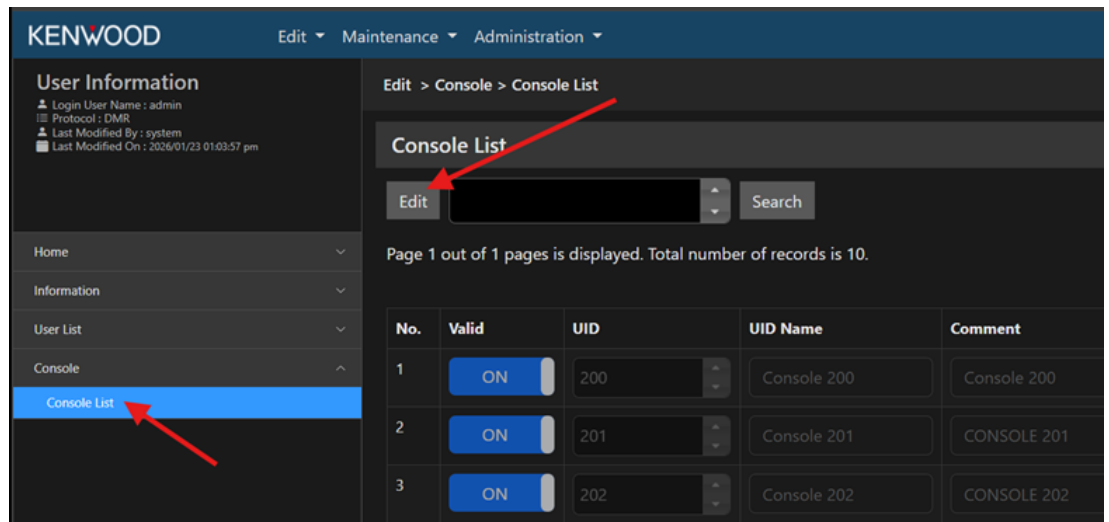 KENWOOD Edit Maintenance Administration
User Information
Login User Name : admin
Protocol : DMR
Last Modified By : system
Last Modified On : 2026/01/23 01:03:57 pm
Home
Information
User List
Console
Console List
Edit > Console > Console List
Console List
Edit Search
Page 1 out of 1 pages is displayed. Total number of records is 10.
No. Valid UID UID Name Comment
1 ON 200 Console 200 Console 200
2 ON 201 Console 201 CONSOLE 201
3 ON 202 Console 202 CONSOLE 202